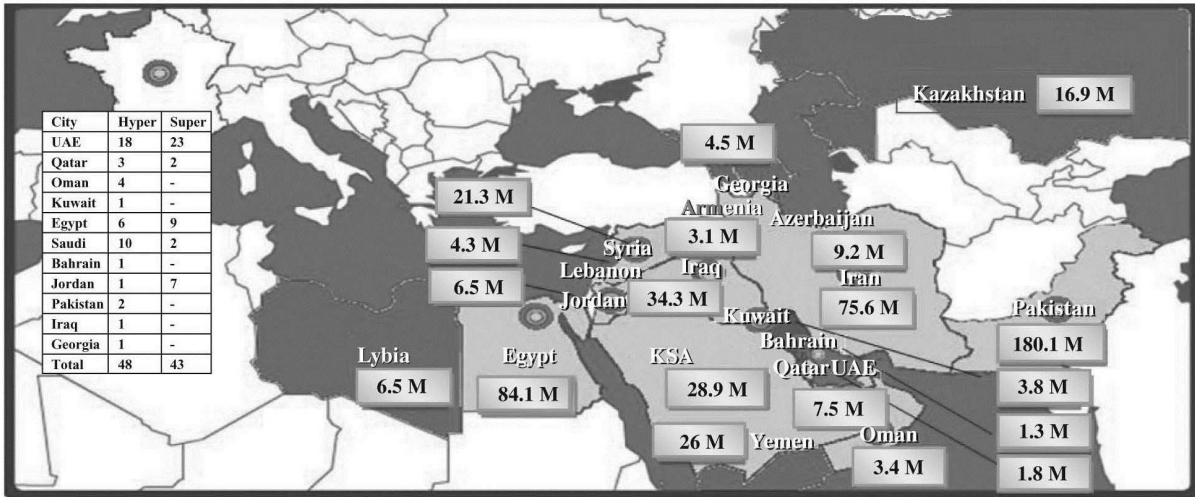 City Hyper Super
UAE 18 23
Qatar 3 2
Oman 4 -
Kuwait 1 -
Egypt 6 9
Saudi 10 2
Bahrain 1 -
Jordan 1 7
Pakistan 2 -
Iraq 1 -
Georgia 1 -
Total 48 43
Kazakhstan 16.9 M
4.5 M
Georgia
21.3 M
Armenia
Azerbaijan
3.1 M
4.3 M
Syria
9.2 M
Lebanon
Iraq
Iran
6.5 M
Jordan
34.3 M
75.6 M
Kuwait
Pakistan
Bahrain
180.1 M
Lybia
Egypt
KSA
Qatar UAE
6.5 M
84.1 M
28.9 M
3.8 M
7.5 M
1.3 M
26 M
Yemen
Oman
3.4 M
1.8 M